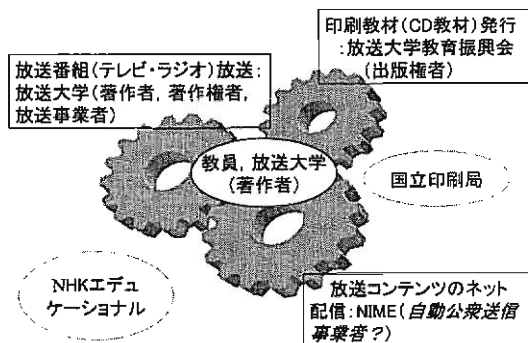 印刷教材(CD教材)発行
:放送大学教育振興会
(出版権者)
放送番組(テレビ・ラジオ)放送:
放送大学(著作者, 著作権者,
放送事業者)
教員, 放送大学
(著作者)
国立印刷局
NHKエデュ
ケーショナル
放送コンテンツのネット
配信:NIME(自動公衆送信
事業者?)